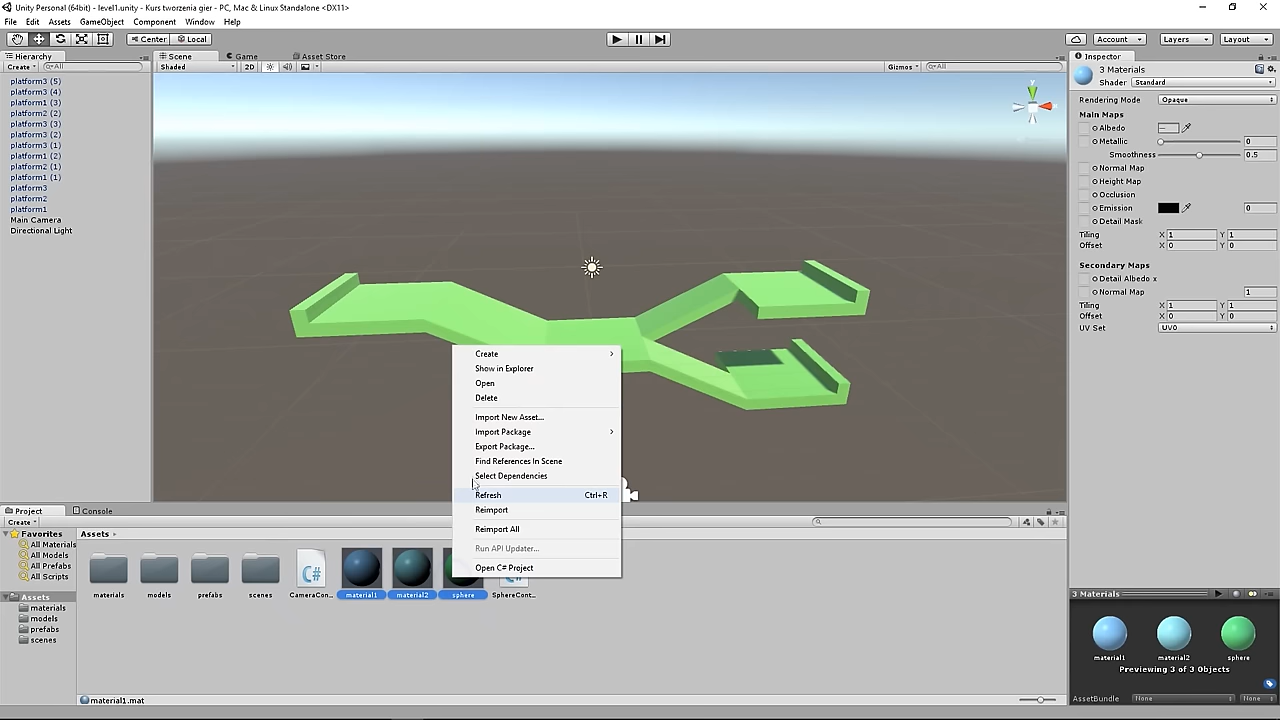 Unity Personal (64bit) - level1.unity - Kurs tworzenia gier - PC, Mac & Linux Standalone <DX11>
File Edit Assets GameObject Component Window Help
Center Local Account Layers Layout
Hierarchy
Create All
platform3 (5)
platform3 (4)
platform1 (3)
platform2 (2)
platform3 (3)
platform3 (2)
platform3 (1)
platform1 (2)
platform2 (1)
platform1 (1)
platform3
platform2
platform1
Main Camera
Directional Light
Scene Game Asset Store
Shaded 2D Gizmos All
y
Create
Show in Explorer
Open
Delete
Import New Asset...
Import Package
Export Package...
Find References In Scene
Select Dependencies
Refresh Ctrl+R
Reimport
Reimport All
Run API Updater...
Open C# Project
Inspector
3 Materials
Shader Standard
Rendering Mode Opaque
Main Maps
Albedo
Metallic 0
Smoothness 0.5
Normal Map
Height Map
Occlusion
Emission 0
Detail Mask
Tiling X 1 Y 1
Offset X 0 Y 0
Secondary Maps
Detail Albedo x
Normal Map 1
Tiling X 1 Y 1
Offset X 0 Y 0
UV Set UV0
Project Console
Create
Favorites
All Materials
All Models
All Prefabs
All Scripts
Assets
materials
models
prefabs
scenes
Assets
C#
materials models prefabs scenes CameraCon... material1 material2 sphere SphereCont...
material1.mat
3 Materials
material1 material2 sphere
Previewing 3 of 3 Objects
AssetBundle None None